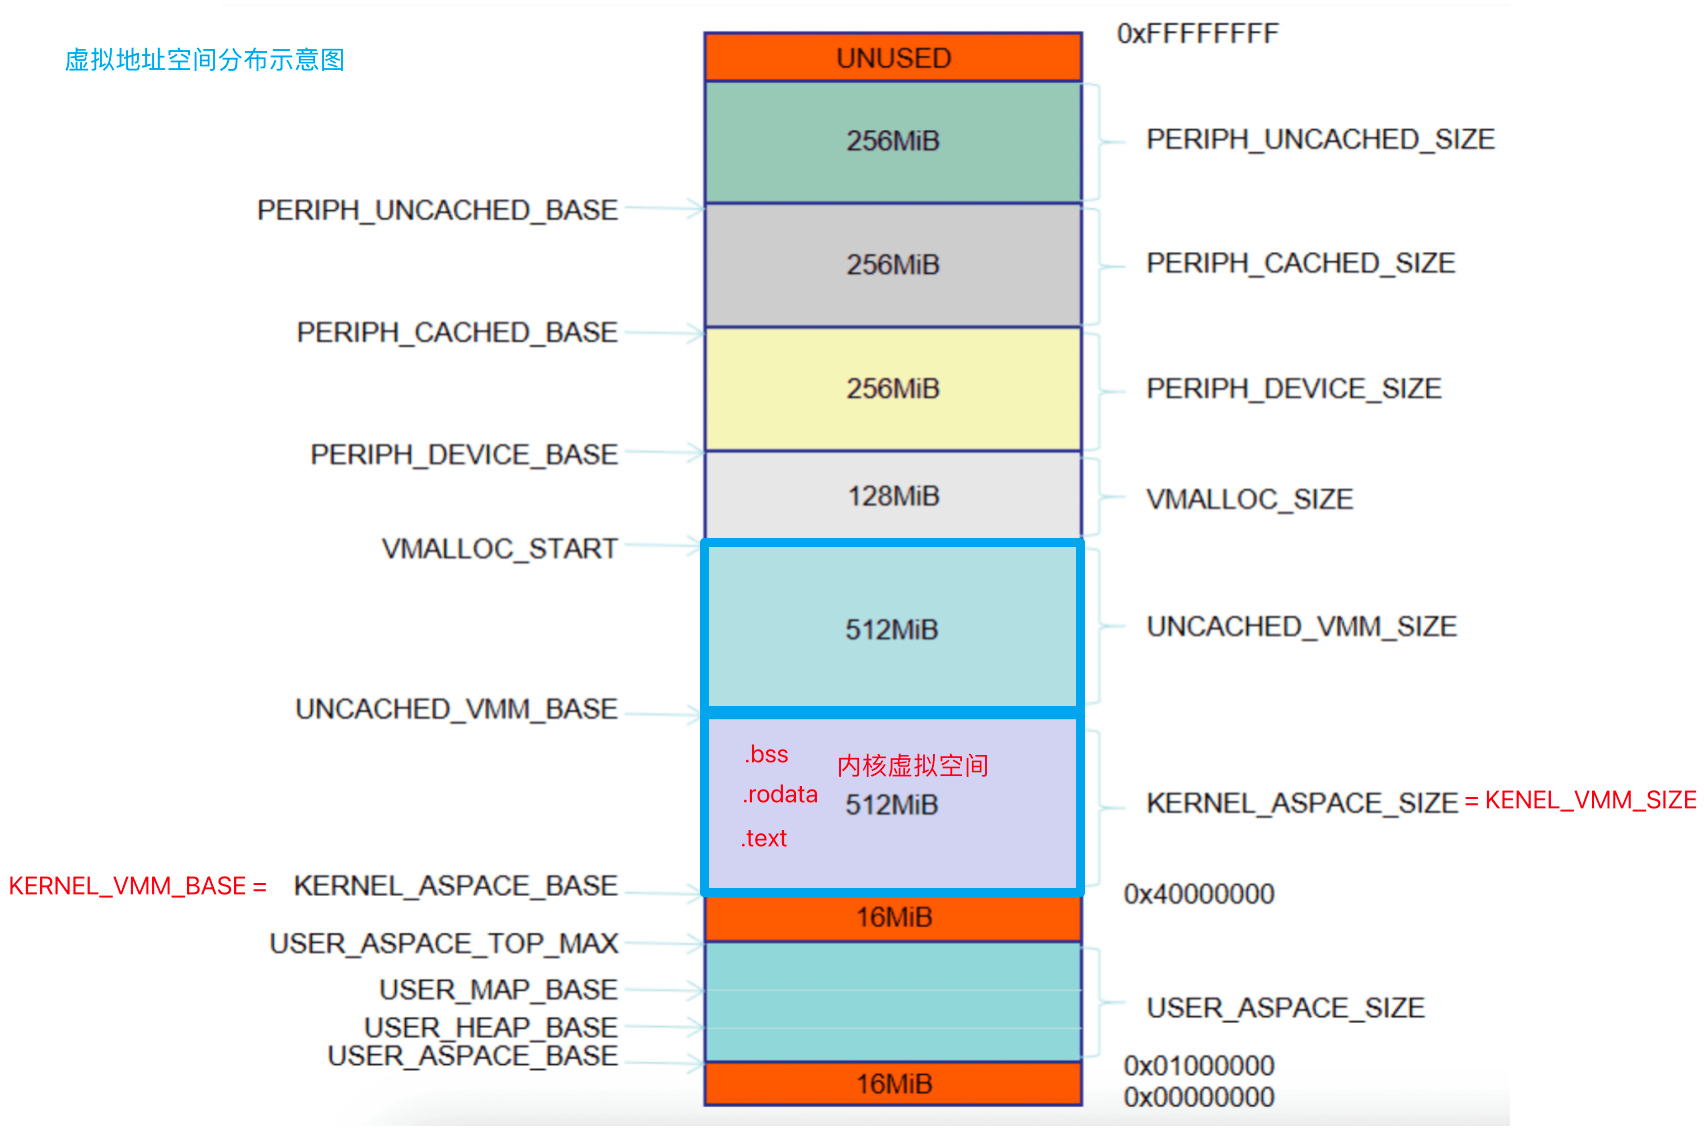 虚拟地址空间分布示意图
0xFFFFFFFF
UNUSED
256MiB
PERIPH_UNCACHED_SIZE
PERIPH_UNCACHED_BASE
256MiB
PERIPH_CACHED_SIZE
PERIPH_CACHED_BASE
256MiB
PERIPH_DEVICE_SIZE
PERIPH_DEVICE_BASE
128MiB
VMALLOC_SIZE
VMALLOC_START
512MiB
UNCACHED_VMM_SIZE
UNCACHED_VMM_BASE
.bss
内核虚拟空间
.rodata
512MiB
KERNEL_ASPACE_SIZE = KENEL_VMM_SIZE
.text
KERNEL_VMM_BASE = KERNEL_ASPACE_BASE
0x40000000
16MiB
USER_ASPACE_TOP_MAX
USER_MAP_BASE
USER_ASPACE_SIZE
USER_HEAP_BASE
USER_ASPACE_BASE
0x01000000
16MiB
0x00000000